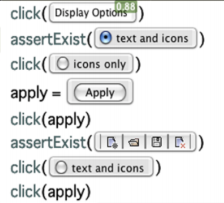 click( Display Options 0.88 )
assertExist( text and icons )
click( icons only )
apply = Apply
click(apply)
assertExist( )
click( text and icons )
click(apply)